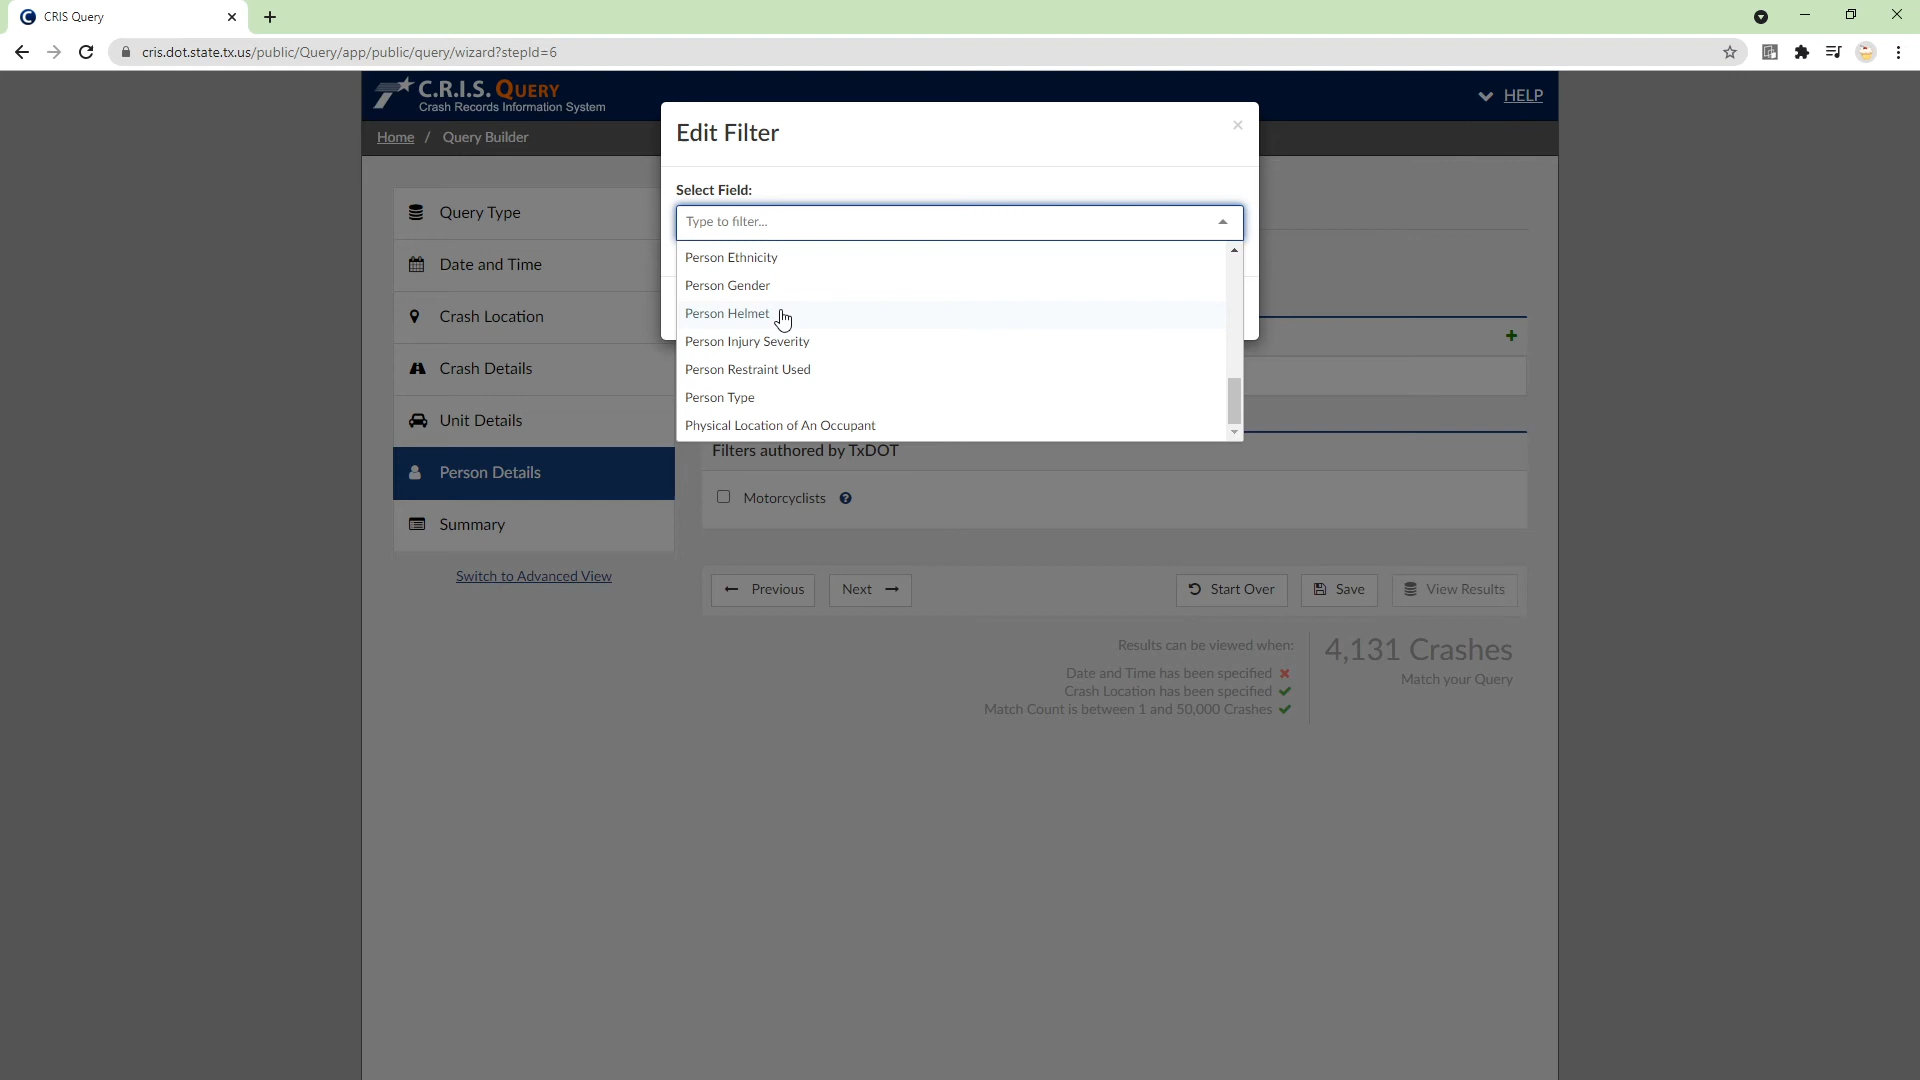 CRIS Query
cris.dot.state.tx.us/public/Query/app/public/query/wizard?stepId=6
C.R.I.S. QUERY
Crash Records Information System
HELP
Home / Query Builder
Edit Filter
×
Select Field:
Type to filter...
Person Ethnicity
Person Gender
Person Helmet
Person Injury Severity
Person Restraint Used
Person Type
Physical Location of An Occupant
Query Type
Date and Time
Crash Location
Crash Details
Unit Details
Person Details
Summary
Switch to Advanced View
Filters authored by TxDOT
Motorcyclists
Previous
Next
Start Over
Save
View Results
Results can be viewed when:
Date and Time has been specified
Crash Location has been specified
Match Count is between 1 and 50,000 Crashes
4,131 Crashes
Match your Query